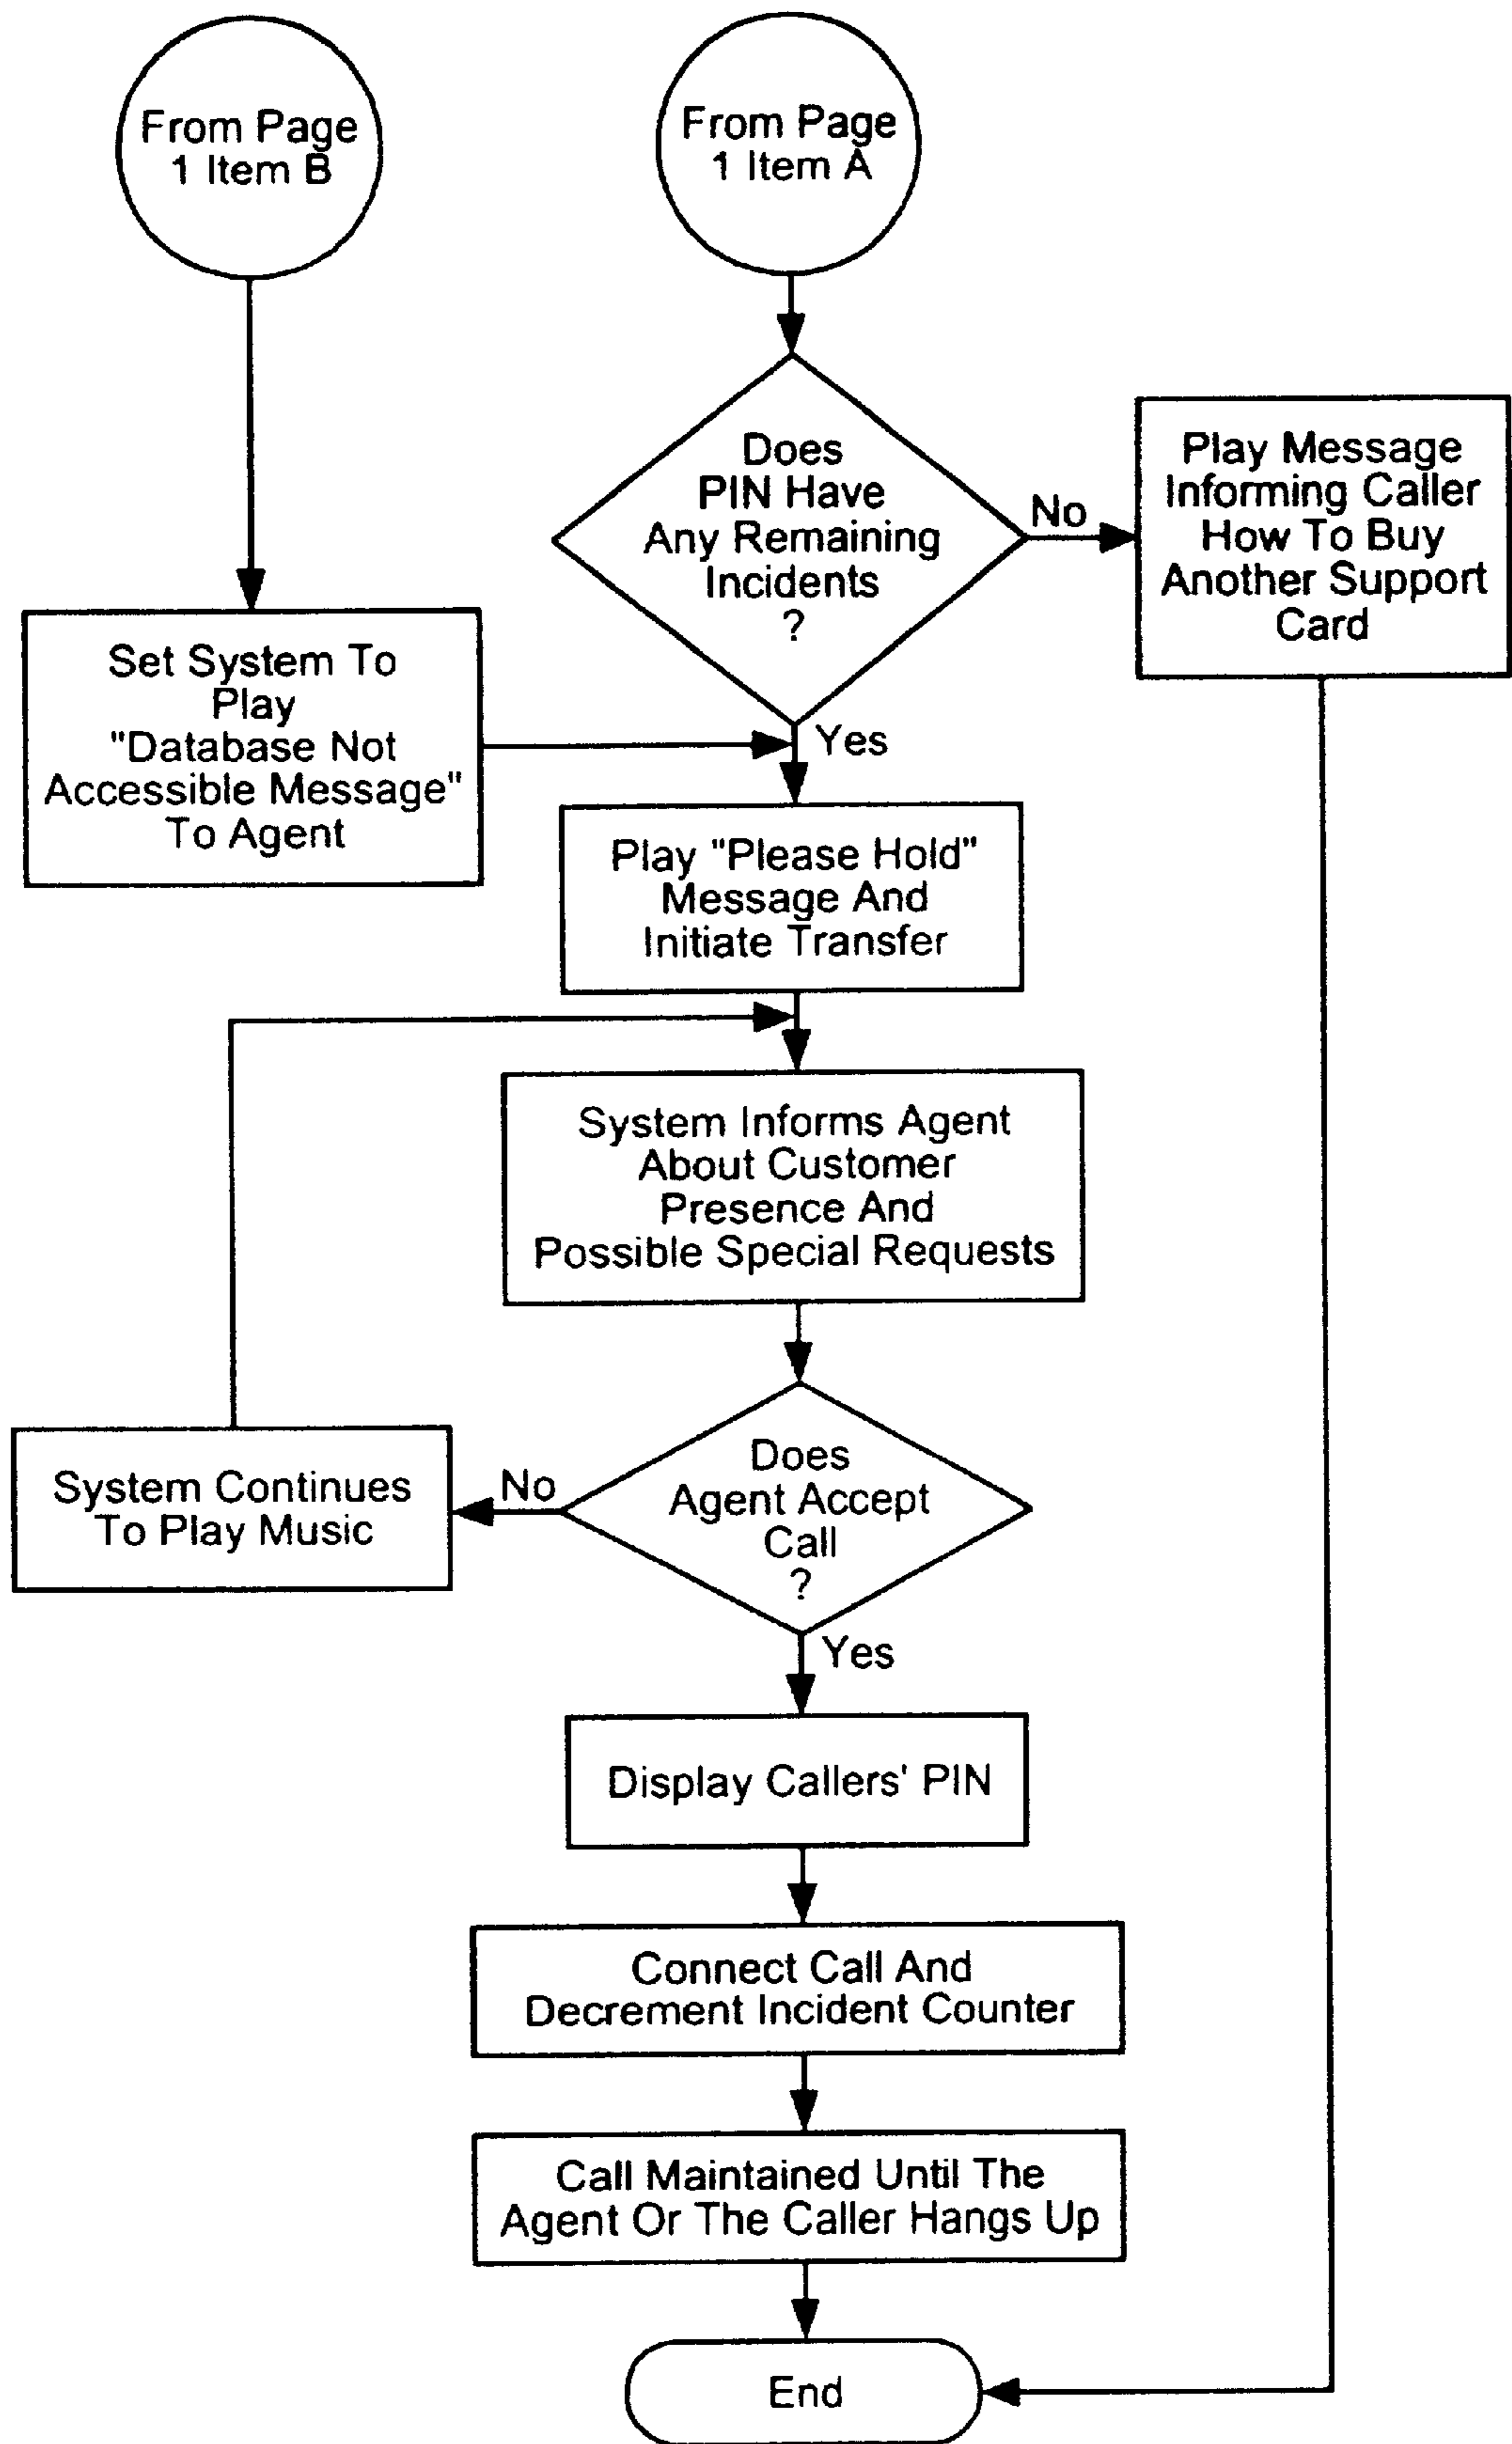 From Page
1 Item B
From Page
1 Item A
Does
PIN Have
Any Remaining
Incidents
?
No
Play Message
Informing Caller
How To Buy
Another Support
Card
Set System To
Play
"Database Not
Accessible Message"
To Agent
Yes
Play "Please Hold"
Message And
Initiate Transfer
System Informs Agent
About Customer
Presence And
Possible Special Requests
Does
Agent Accept
Call
?
No
System Continues
To Play Music
Yes
Display Callers' PIN
Connect Call And
Decrement Incident Counter
Call Maintained Until The
Agent Or The Caller Hangs Up
End